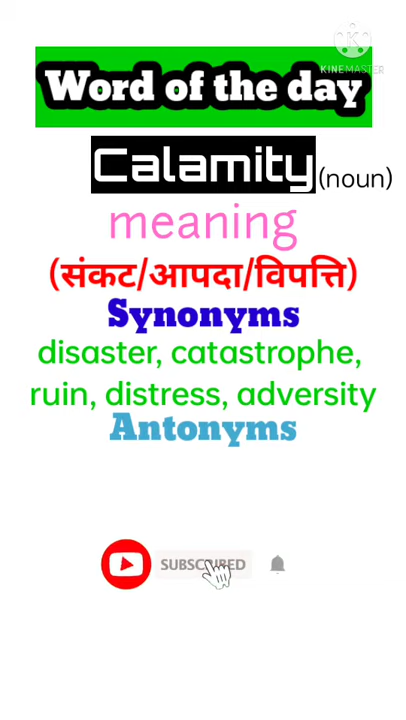 KINEMASTER
Word of the day
Calamity (noun)
meaning
(संकट/आपदा/विपत्ति)
Synonyms
disaster, catastrophe,
ruin, distress, adversity
Antonyms
SUBSCRIBED